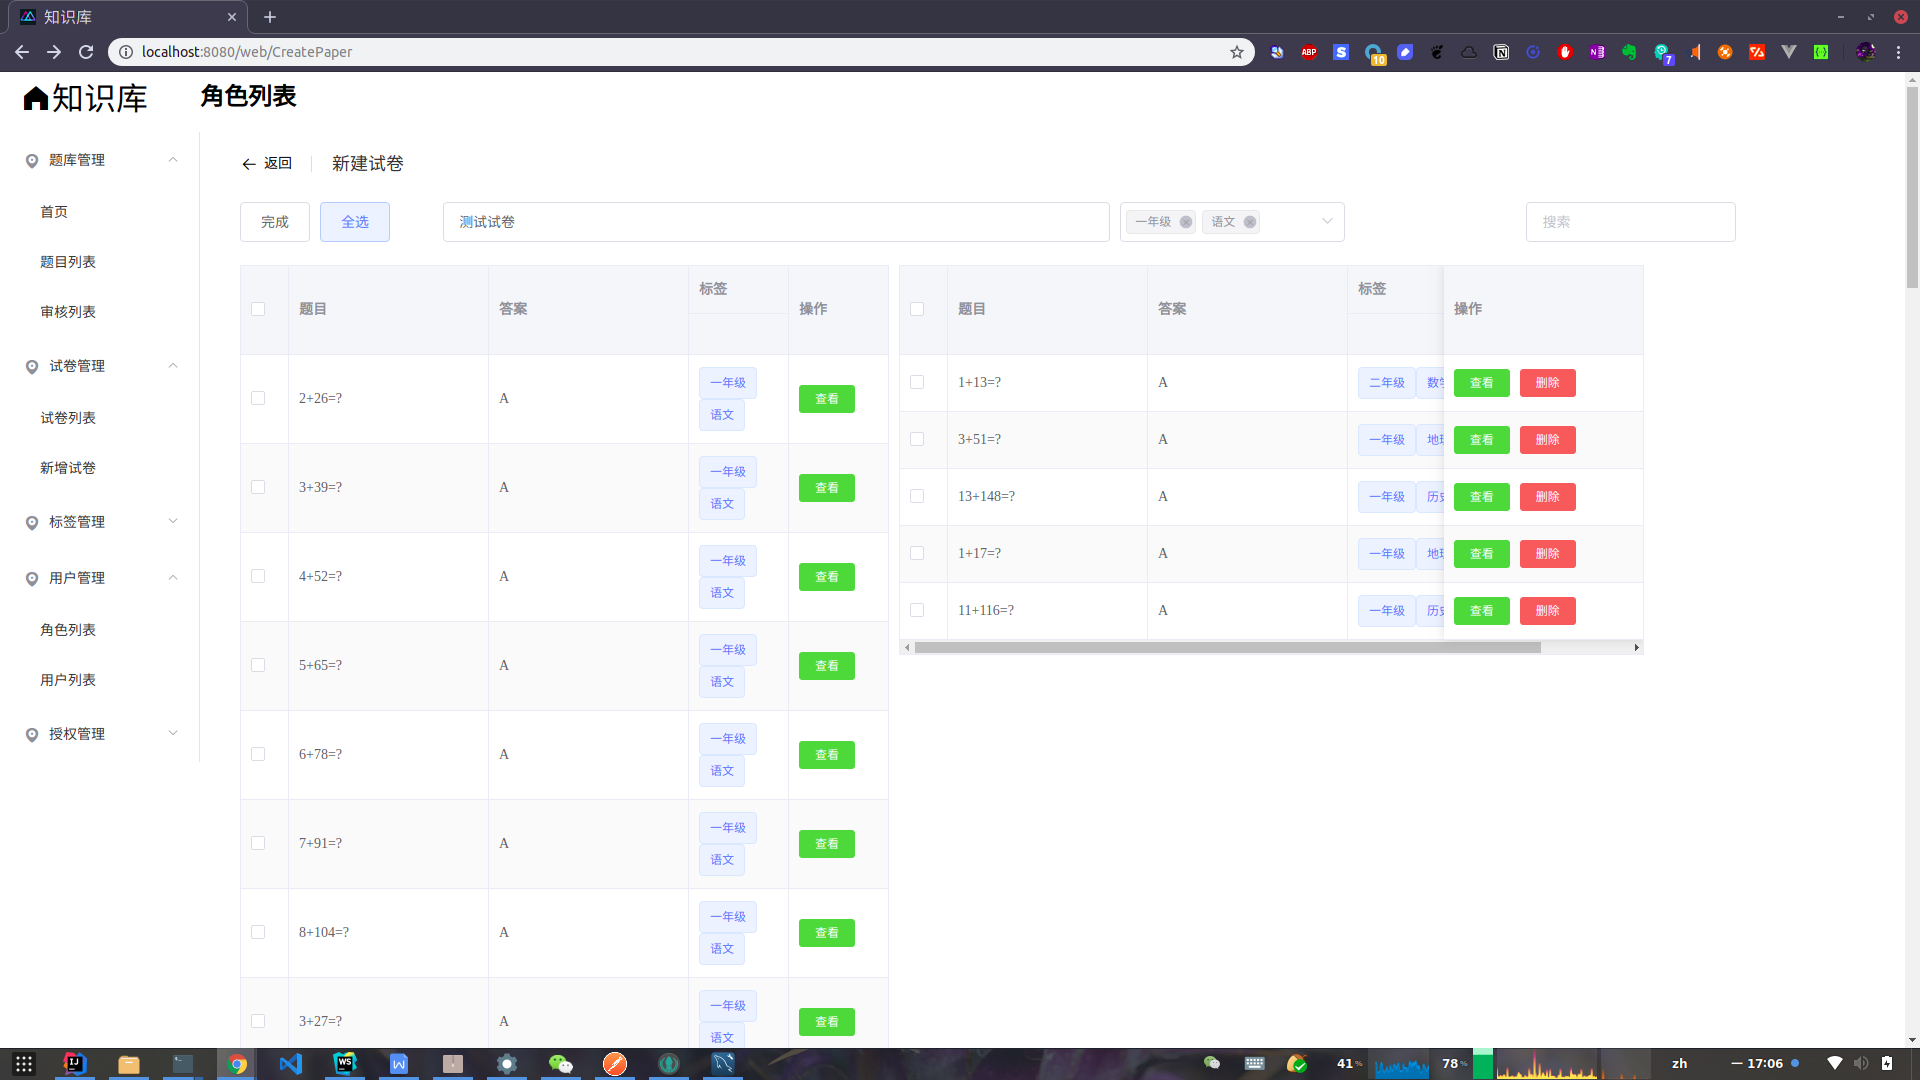 知识库
localhost:8080/web/CreatePaper
ABP
S
10
N
N
7
知识库
角色列表
题库管理
首页
题目列表
审核列表
试卷管理
试卷列表
新增试卷
标签管理
用户管理
角色列表
用户列表
授权管理
返回
新建试卷
完成
全选
测试试卷
一年级
语文
搜索
题目 答案 标签 操作
2+26=? A 一年级 语文 查看
3+39=? A 一年级 语文 查看
4+52=? A 一年级 语文 查看
5+65=? A 一年级 语文 查看
6+78=? A 一年级 语文 查看
7+91=? A 一年级 语文 查看
8+104=? A 一年级 语文 查看
3+27=? A 一年级 语文 查看
题目 答案 标签 操作
1+13=? A 二年级 数学 查看 删除
3+51=? A 一年级 地理 查看 删除
13+148=? A 一年级 历史 查看 删除
1+17=? A 一年级 地理 查看 删除
11+116=? A 一年级 历史 查看 删除
IJ
WS
W
41%
78%
zh
一 17:06